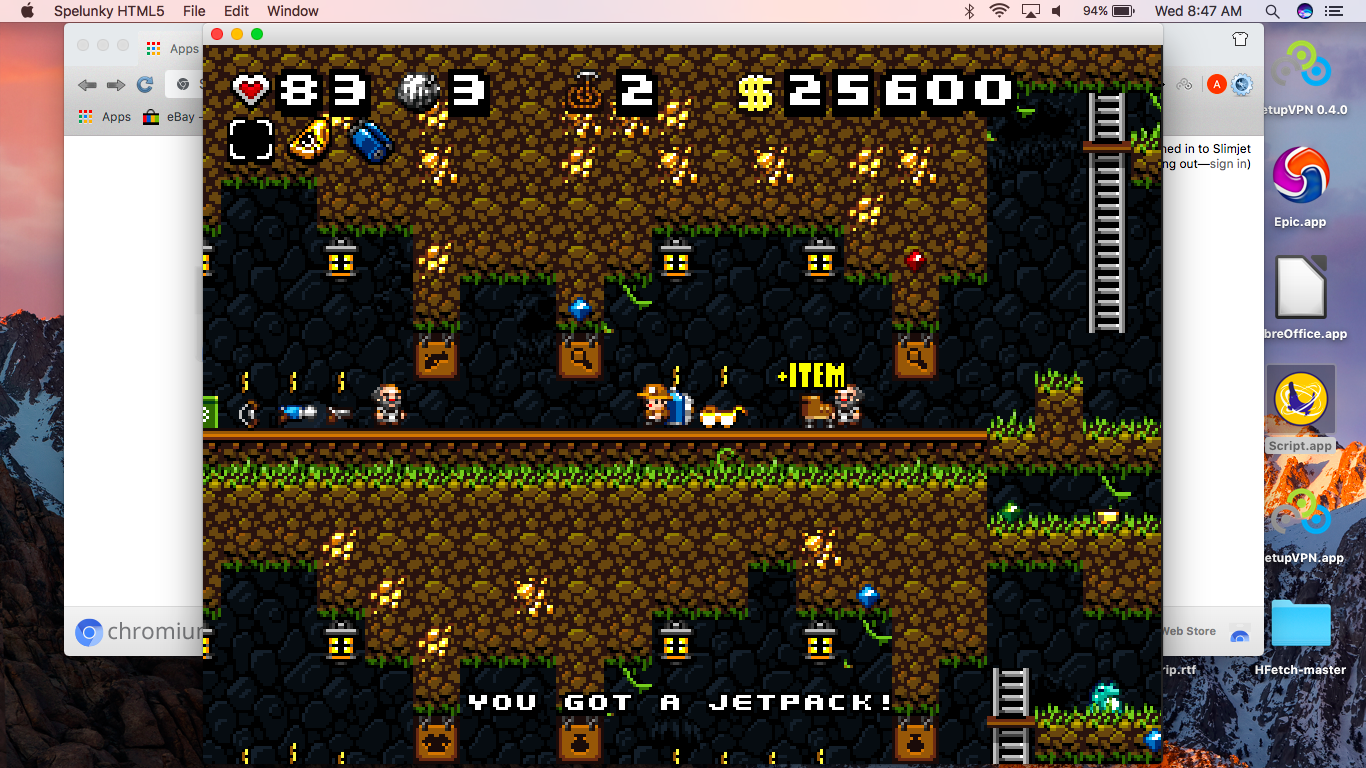 Spelunky HTML5 File Edit Window 94% Wed 8:47 AM
Apps
Apps eBay -
83 3 2 $25600
ned in to Slimjet
ng out—sign in)
A
etupVPN 0.4.0
Epic.app
breOffice.app
+ITEM
Script.app
etupVPN.app
chromium
Web Store
rip.rtf HFetch-master
YOU GOT A JETPACK!